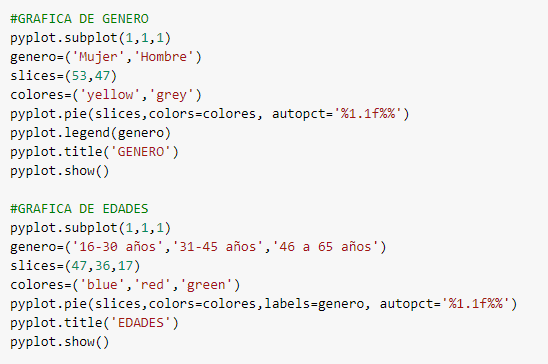 #GRAFICA DE GENERO
pyplot.subplot(1,1,1)
genero=('Mujer','Hombre')
slices=(53,47)
colores=('yellow','grey')
pyplot.pie(slices,colors=colores, autopct='%1.1f%%')
pyplot.legend(genero)
pyplot.title('GENERO')
pyplot.show()
#GRAFICA DE EDADES
pyplot.subplot(1,1,1)
genero=('16-30 años','31-45 años','46 a 65 años')
slices=(47,36,17)
colores=('blue','red','green')
pyplot.pie(slices,colors=colores,labels=genero, autopct='%1.1f%%')
pyplot.title('EDADES')
pyplot.show()